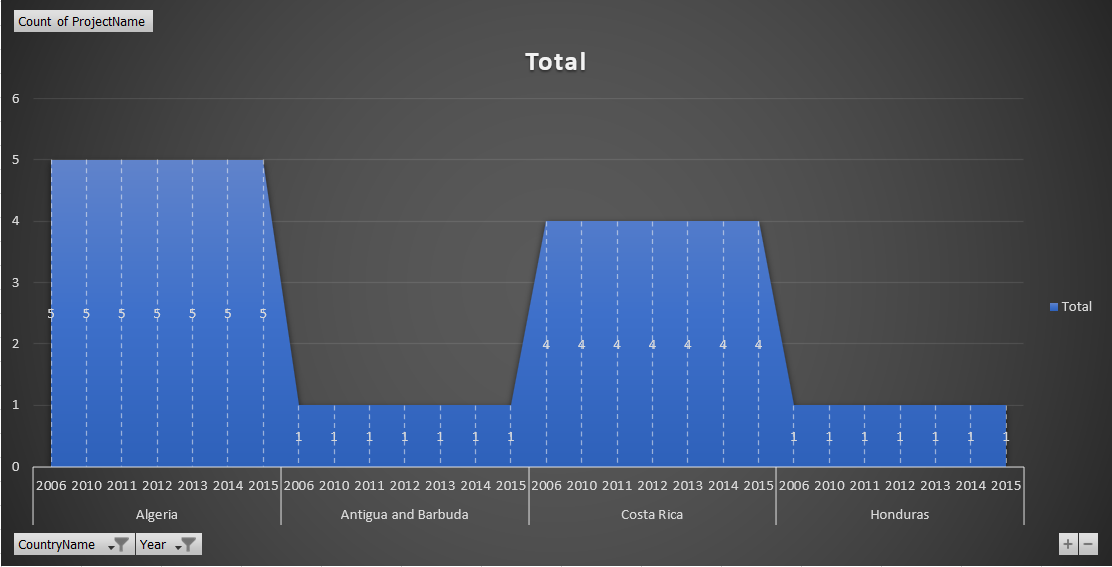 Count of ProjectName
Total
6
5
4
3
2
1
0
5 5 5 5 5 5 5
1 1 1 1 1 1 1
4 4 4 4 4 4 4
1 1 1 1 1 1 1
Total
2006 2010 2011 2012 2013 2014 2015 2006 2010 2011 2012 2013 2014 2015 2006 2010 2011 2012 2013 2014 2015 2006 2010 2011 2012 2013 2014 2015
Algeria Antigua and Barbuda Costa Rica Honduras
CountryName Year + −